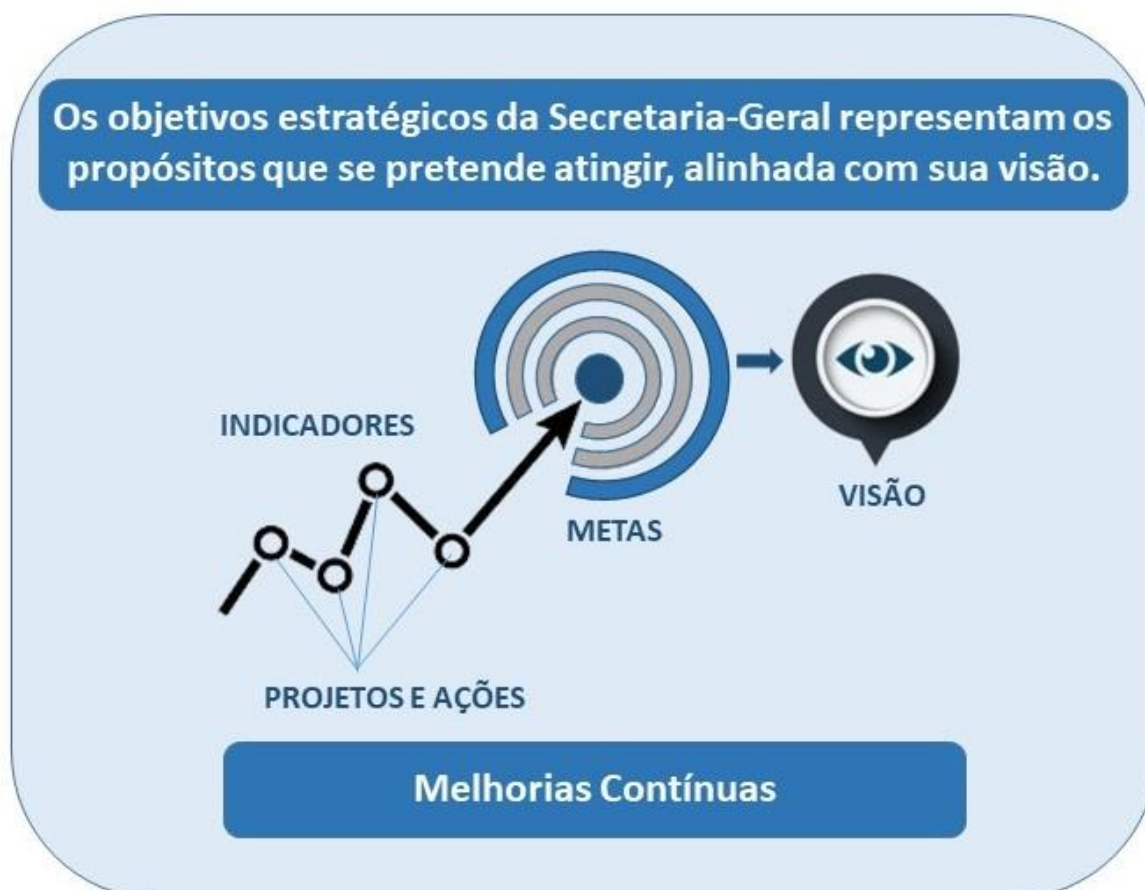 Os objetivos estratégicos da Secretaria-Geral representam os
propósitos que se pretende atingir, alinhada com sua visão.
INDICADORES
VISÃO
METAS
PROJETOS E AÇÕES
Melhorias Contínuas